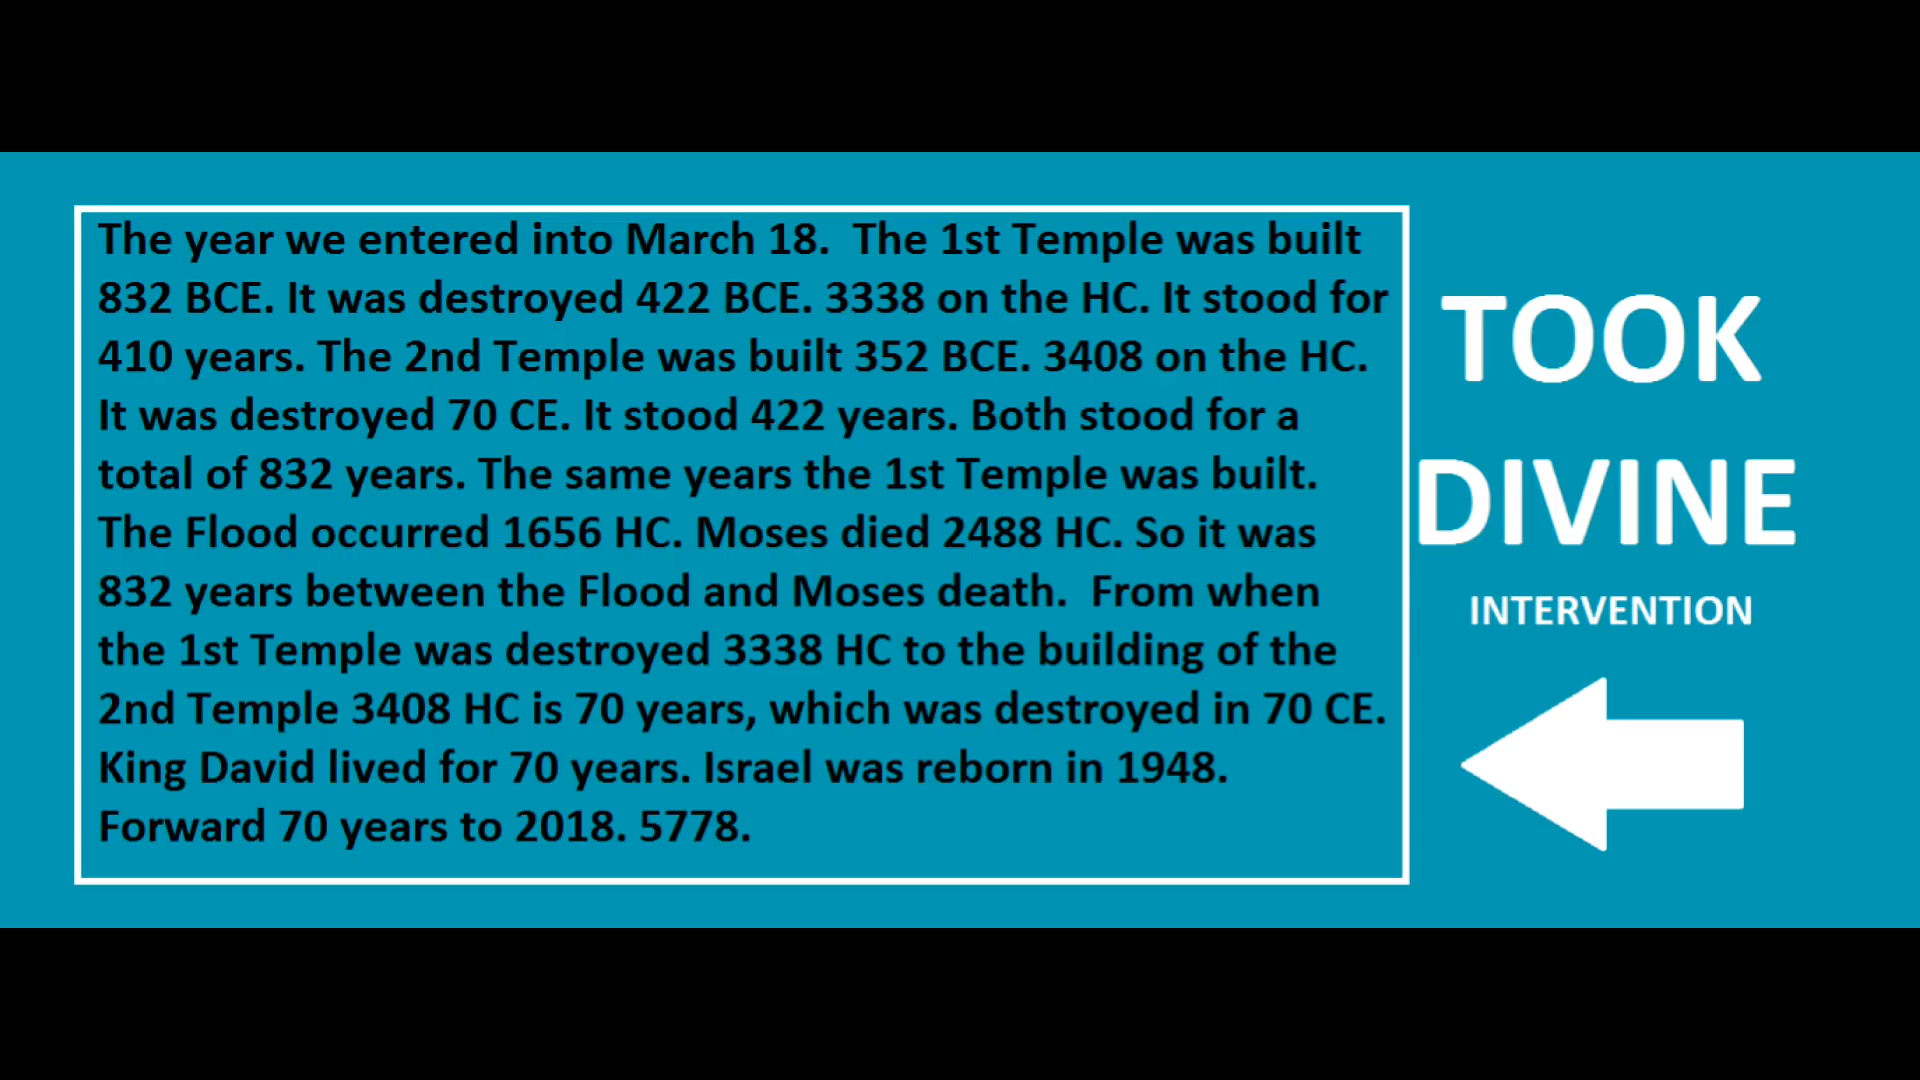 The year we entered into March 18.  The 1st Temple was built
832 BCE. It was destroyed 422 BCE. 3338 on the HC. It stood for
410 years. The 2nd Temple was built 352 BCE. 3408 on the HC.
It was destroyed 70 CE. It stood 422 years. Both stood for a
total of 832 years. The same years the 1st Temple was built.
The Flood occurred 1656 HC. Moses died 2488 HC. So it was
832 years between the Flood and Moses death.  From when
the 1st Temple was destroyed 3338 HC to the building of the
2nd Temple 3408 HC is 70 years, which was destroyed in 70 CE.
King David lived for 70 years. Israel was reborn in 1948.
Forward 70 years to 2018. 5778.
TOOK
DIVINE
INTERVENTION